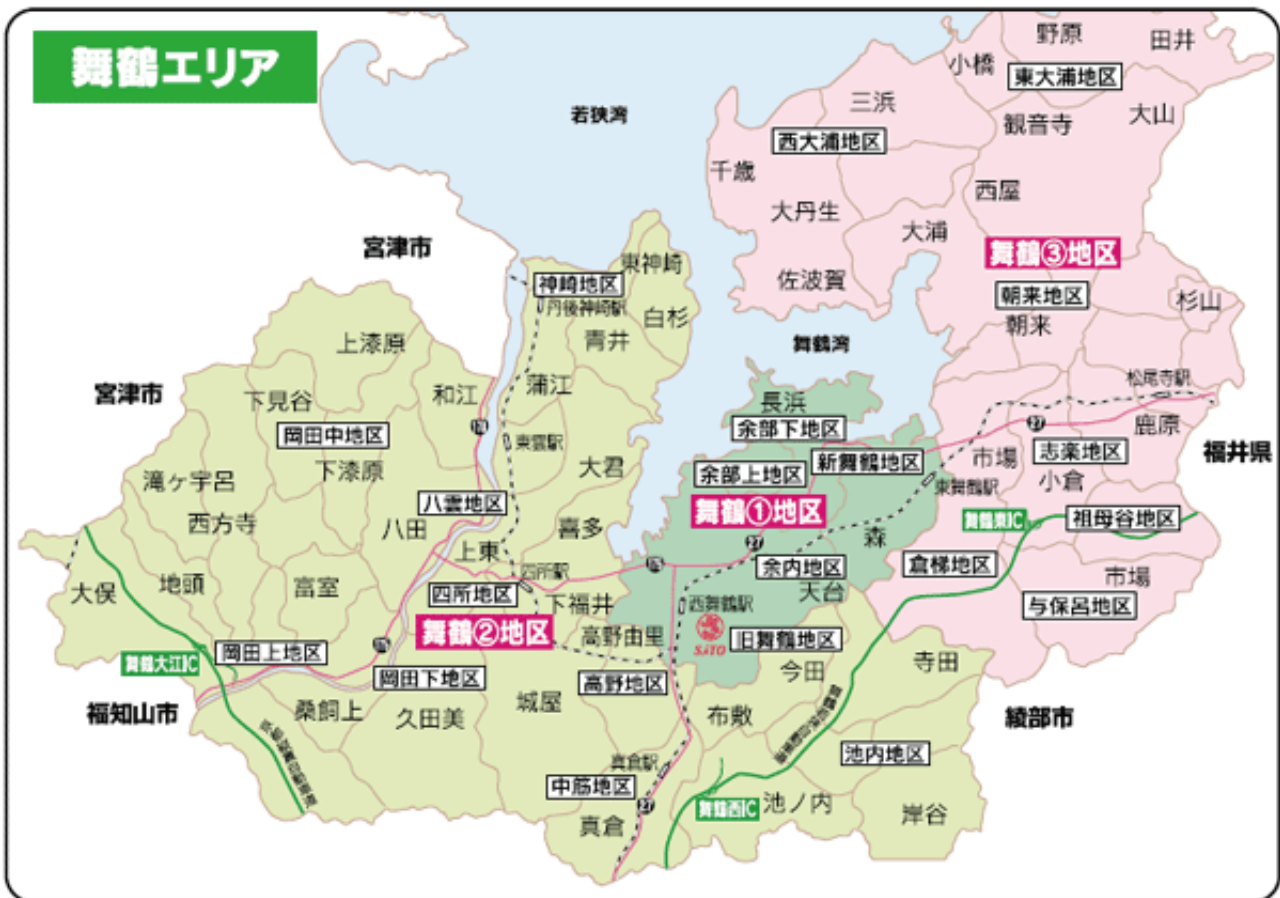 舞鶴エリア
野原
田井
小橋
東大浦地区
三浜
若狭湾
大山
観音寺
西大浦地区
千歳
西屋
大丹生
大浦
宮津市
舞鶴③地区
東神崎
佐波賀
神崎地区
朝来地区
杉山
丹後神崎駅
白杉
朝来
青井
上漆原
舞鶴湾
松尾寺駅
蒲江
宮津市
和江
下見谷
長浜
鹿原
27
余部下地区
岡田中地区
東雲駅
福井県
志楽地区
市場
新舞鶴地区
大君
下漆原
余部上地区
小倉
滝ヶ宇呂
東舞鶴駅
八雲地区
舞鶴①地区
祖母谷地区
舞鶴東IC
西方寺
八田
喜多
森
27
上東
余内地区
倉梯地区
四所駅
市場
地頭
富室
大俣
天台
四所地区
下福井
西舞鶴駅
与保呂地区
舞鶴②地区
高野由里
SATO
旧舞鶴地区
岡田上地区
寺田
舞鶴大江IC
今田
岡田下地区
高野地区
城屋
福知山市
桑飼上
久田美
布敷
綾部市
池内地区
真倉駅
中筋地区
27
舞鶴西IC
池ノ内
岸谷
真倉